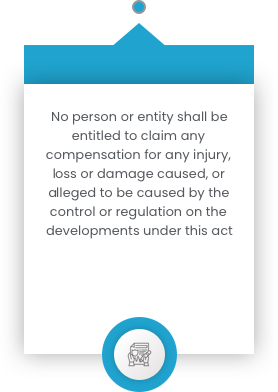 No person or entity shall be
entitled to claim any
compensation for any injury,
loss or damage caused, or
alleged to be caused by the
control or regulation on the
developments under this act